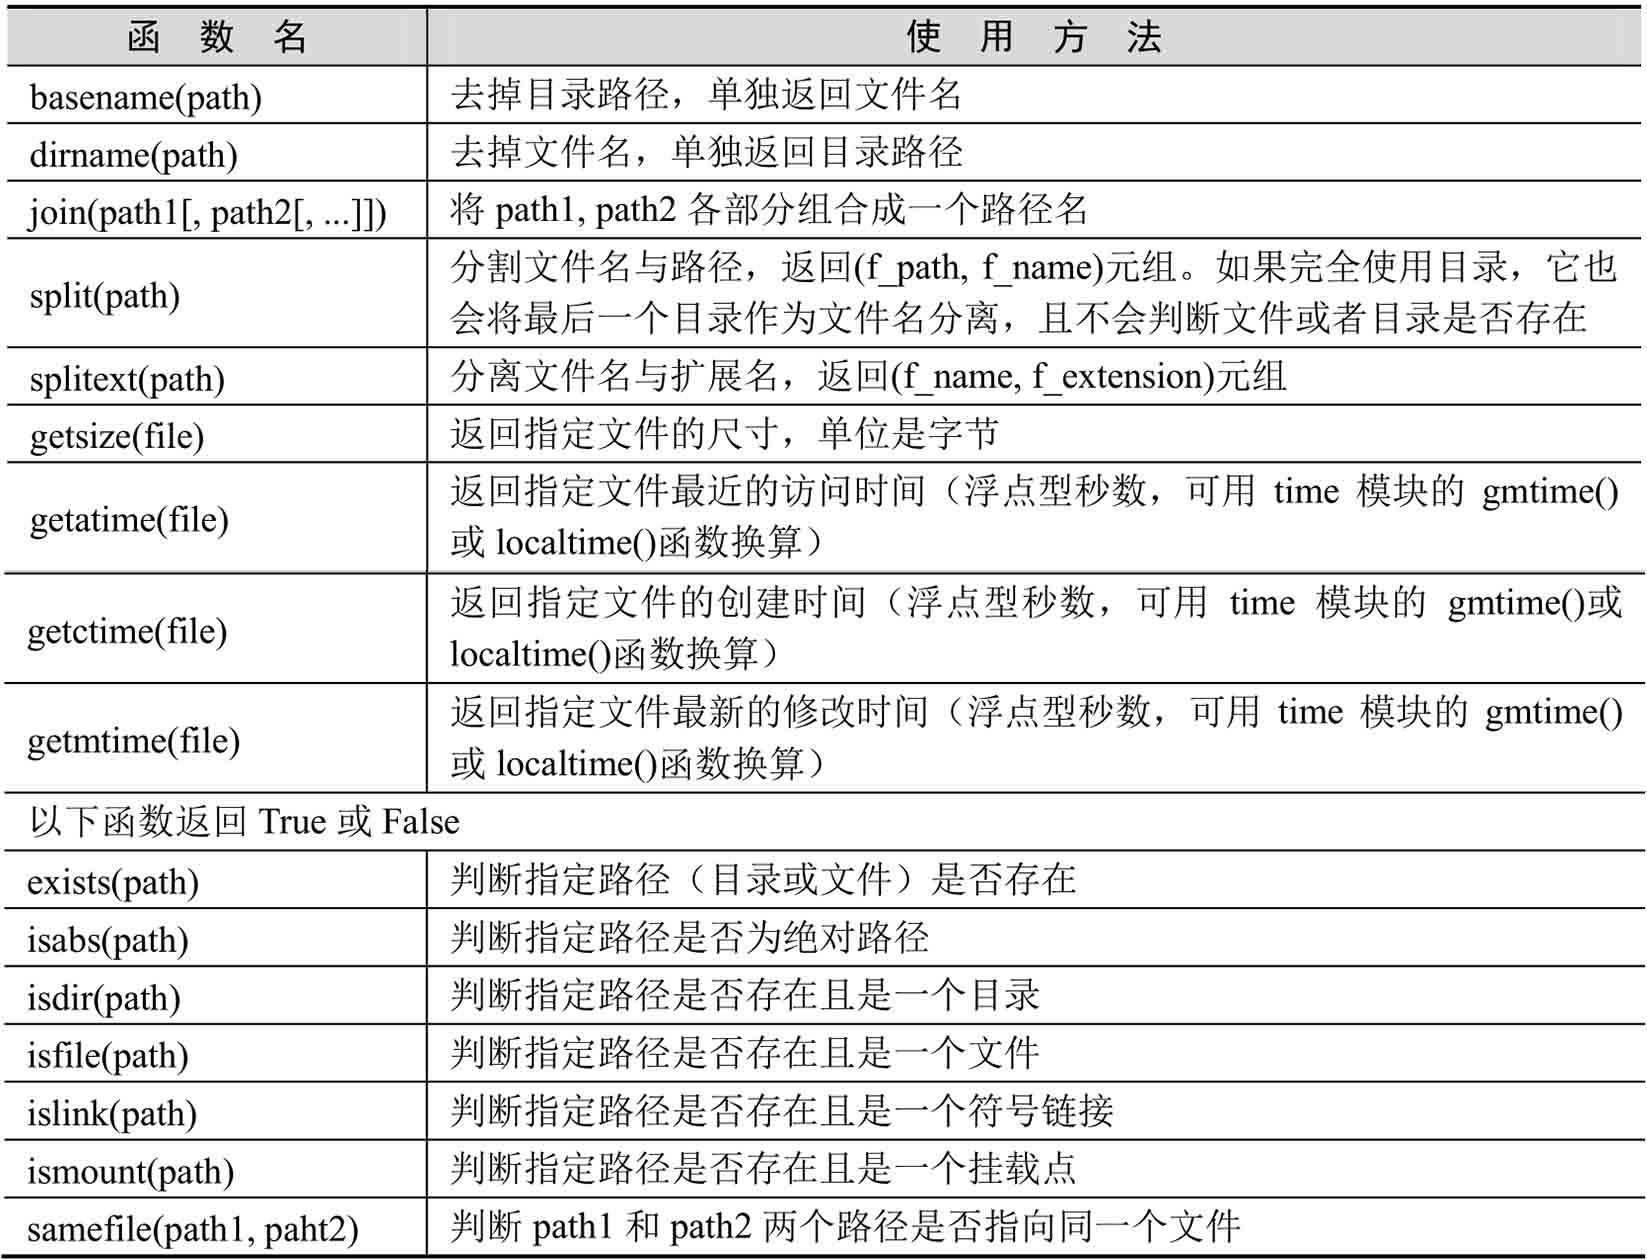 函数名 使用方法
basename(path) 去掉目录路径，单独返回文件名
dirname(path) 去掉文件名，单独返回目录路径
join(path1[, path2[, ...]]) 将 path1, path2 各部分组合成一个路径名
split(path) 分割文件名与路径，返回(f_path, f_name)元组。如果完全使用目录，它也
会将最后一个目录作为文件名分离，且不会判断文件或者目录是否存在
splitext(path) 分离文件名与扩展名，返回(f_name, f_extension)元组
getsize(file) 返回指定文件的尺寸，单位是字节
getatime(file) 返回指定文件最近的访问时间（浮点型秒数，可用 time 模块的 gmtime()
或 localtime()函数换算）
getctime(file) 返回指定文件的创建时间（浮点型秒数，可用 time 模块的 gmtime()或
localtime()函数换算）
getmtime(file) 返回指定文件最新的修改时间（浮点型秒数，可用 time 模块的 gmtime()
或 localtime()函数换算）
以下函数返回 True 或 False
exists(path) 判断指定路径（目录或文件）是否存在
isabs(path) 判断指定路径是否为绝对路径
isdir(path) 判断指定路径是否存在且是一个目录
isfile(path) 判断指定路径是否存在且是一个文件
islink(path) 判断指定路径是否存在且是一个符号链接
ismount(path) 判断指定路径是否存在且是一个挂载点
samefile(path1, paht2) 判断 path1 和 path2 两个路径是否指向同一个文件